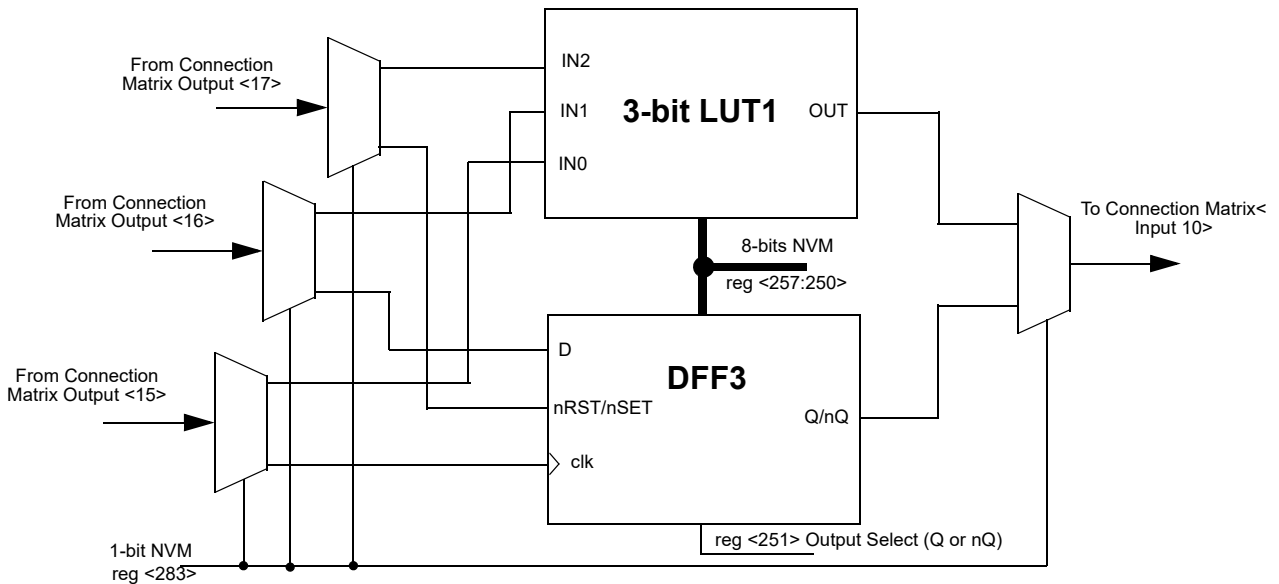 From Connection
Matrix Output <17>
IN2
IN1
3-bit LUT1
OUT
IN0
From Connection
Matrix Output <16>
To Connection Matrix<
Input 10>
8-bits NVM
reg <257:250>
D
DFF3
From Connection
Matrix Output <15>
nRST/nSET
Q/nQ
clk
reg <251> Output Select (Q or nQ)
1-bit NVM
reg <283>